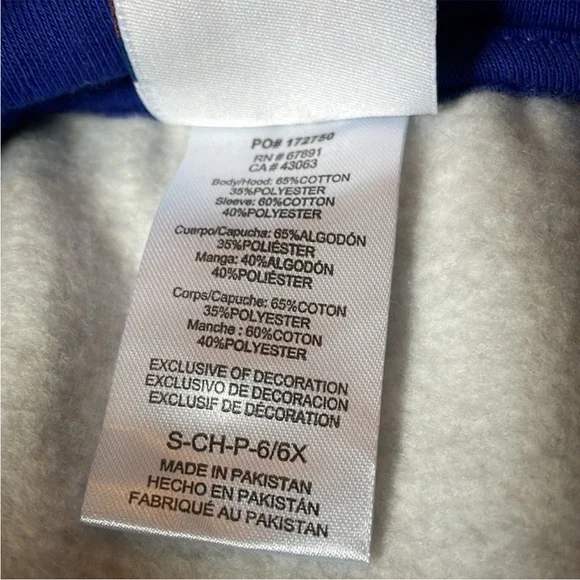 PO# 172750
RN # 67891
CA # 43063
Body/Hood: 65%COTTON
35%POLYESTER
Sleeve: 60%COTTON
40%POLYESTER
Cuerpo/Capucha: 65%ALGODÓN
35%POLIÉSTER
Manga: 40%ALGODÓN
40%POLIÉSTER
Corps/Capuche: 65%COTON
35%POLYESTER
Manche : 60%COTON
40%POLYESTER
EXCLUSIVE OF DECORATION
EXCLUSIVO DE DECORACIÓN
EXCLUSIF DE DÉCORATION
S-CH-P-6/6X
MADE IN PAKISTAN
HECHO EN PAKISTÁN
FABRIQUÉ AU PAKISTAN